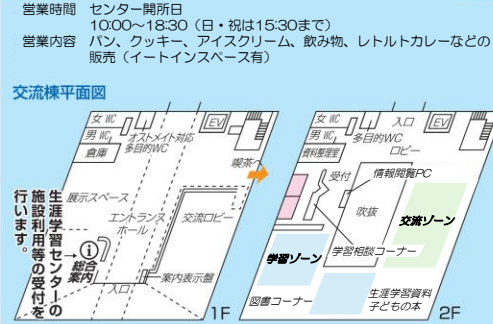 営業時間 センター開所日
10:00～18:30（日・祝は15:30まで）
営業内容 パン、クッキー、アイスクリーム、飲み物、レトルトカレーなどの
販売（イートインスペース有）
交流棟平面図
女 WC
男 WC
オストメイト対応
多目的WC
EV
倉庫
喫茶へ
展示スペース
エントランス
ホール
交流ロビー
総合
案内
入口
案内表示盤
1F
生涯学習センターの
施設利用等の受付を
行います。
女 WC
男 WC
多目的WC
入口
EV
ロビー
資料整理室
受付
情報閲覧PC
吹抜
交流ゾーン
学習ゾーン
学習相談コーナー
図書コーナー
生涯学習資料
子どもの本
2F